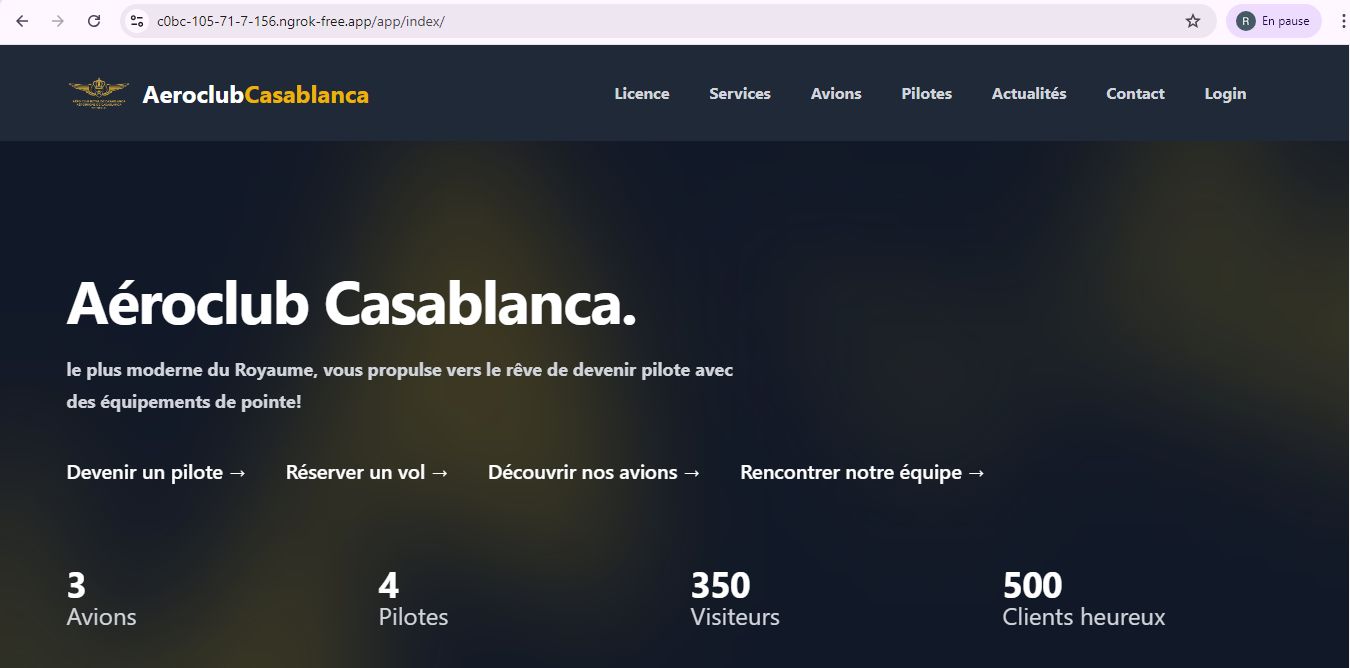 c0bc-105-71-7-156.ngrok-free.app/app/index/
R En pause
AeroclubCasablanca
Licence Services Avions Pilotes Actualités Contact Login
Aéroclub Casablanca.
le plus moderne du Royaume, vous propulse vers le rêve de devenir pilote avec
des équipements de pointe!
Devenir un pilote → Réserver un vol → Découvrir nos avions → Rencontrer notre équipe →
3 4 350 500
Avions Pilotes Visiteurs Clients heureux